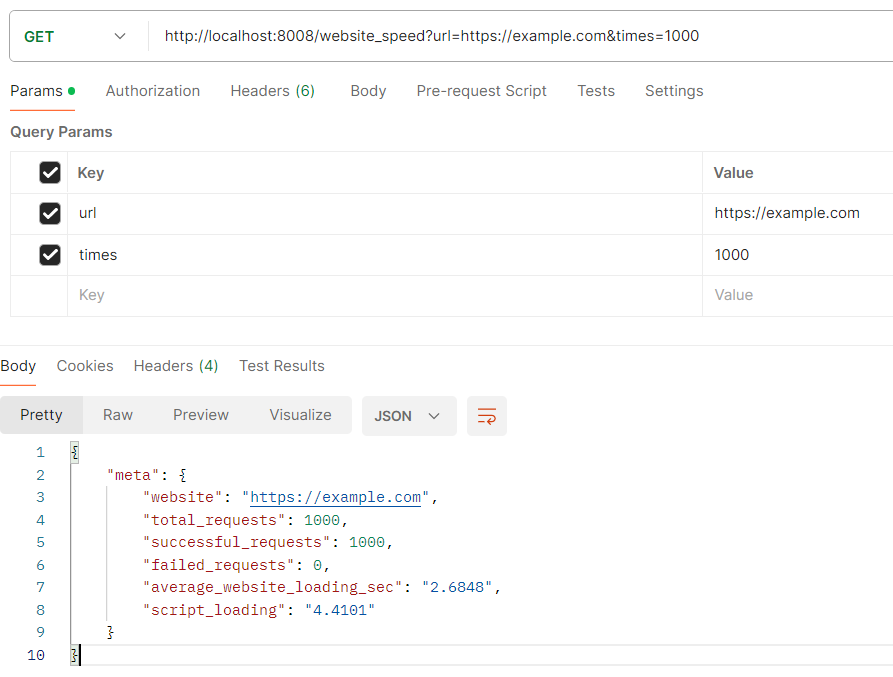 GET http://localhost:8008/website_speed?url=https://example.com&times=1000
Params Authorization Headers (6) Body Pre-request Script Tests Settings
Query Params
Key Value
url https://example.com
times 1000
Key Value
Body Cookies Headers (4) Test Results
Pretty Raw Preview Visualize JSON
1 {
2 "meta": {
3 "website": "https://example.com",
4 "total_requests": 1000,
5 "successful_requests": 1000,
6 "failed_requests": 0,
7 "average_website_loading_sec": "2.6848",
8 "script_loading": "4.4101"
9 }
10 }